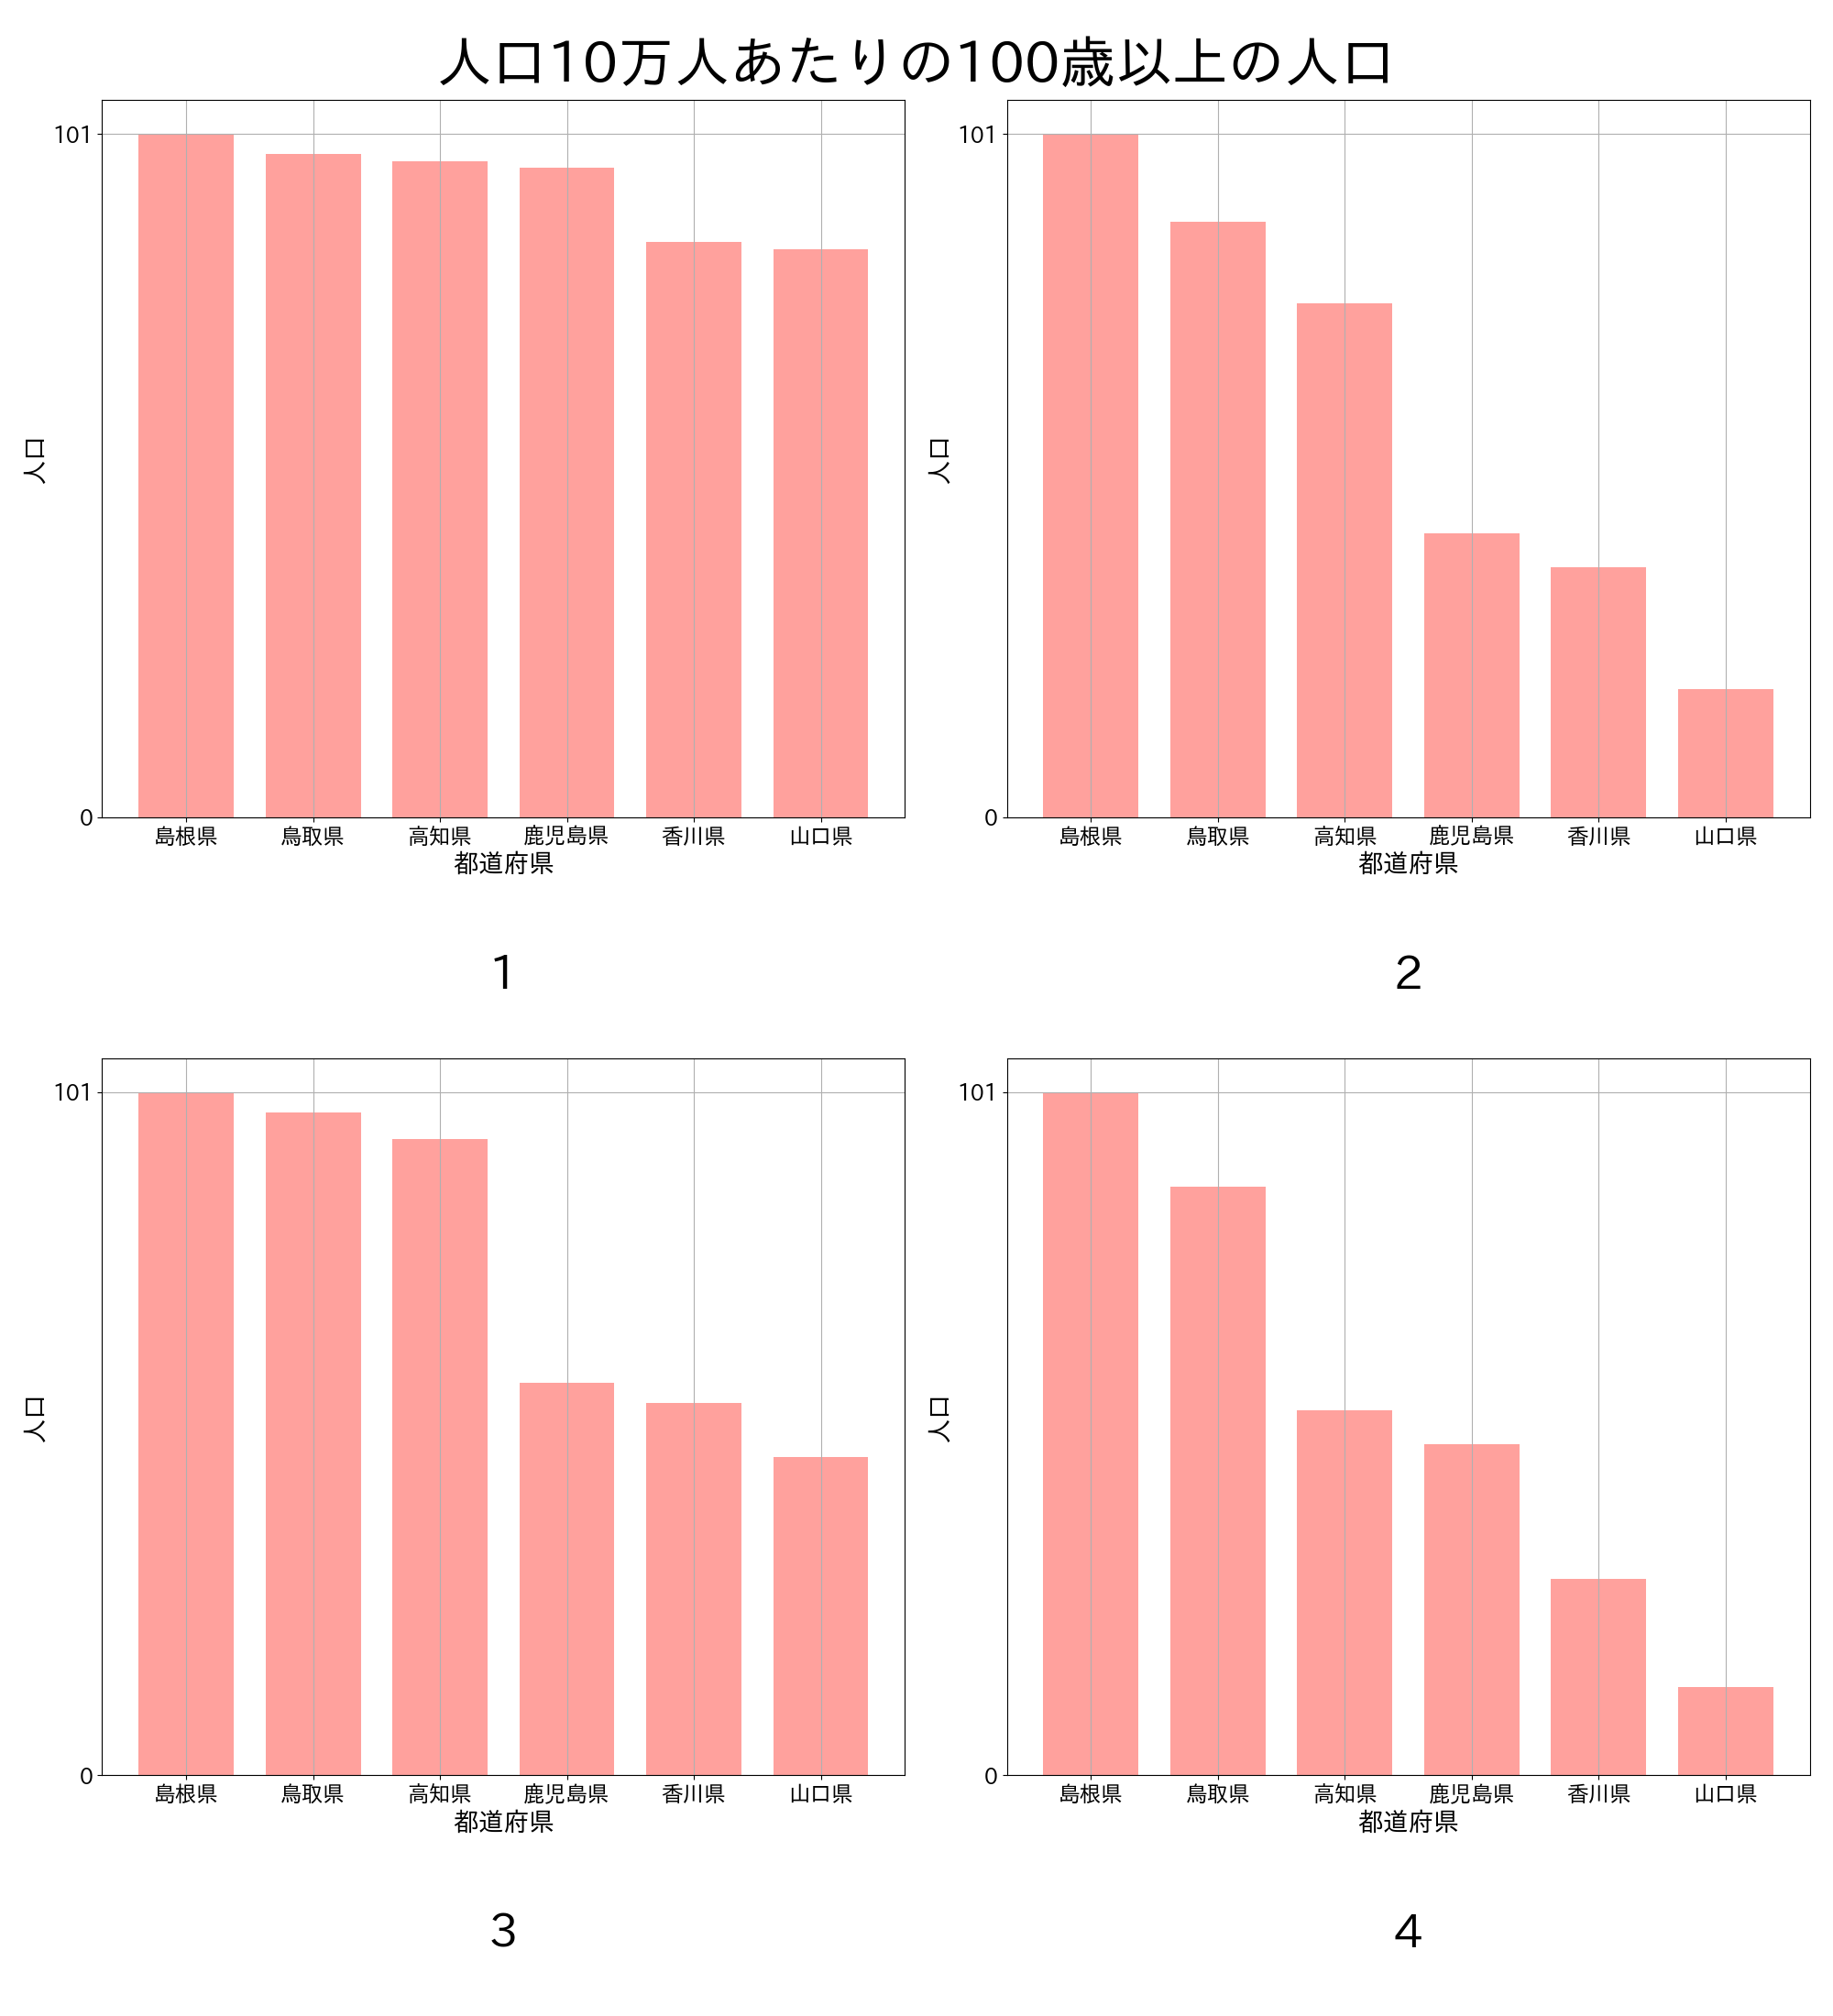 人口10万人あたりの100歳以上の人口
101
0
人口
島根県 鳥取県 高知県 鹿児島県 香川県 山口県
都道府県
1
101
0
人口
島根県 鳥取県 高知県 鹿児島県 香川県 山口県
都道府県
2
101
0
人口
島根県 鳥取県 高知県 鹿児島県 香川県 山口県
都道府県
3
101
0
人口
島根県 鳥取県 高知県 鹿児島県 香川県 山口県
都道府県
4